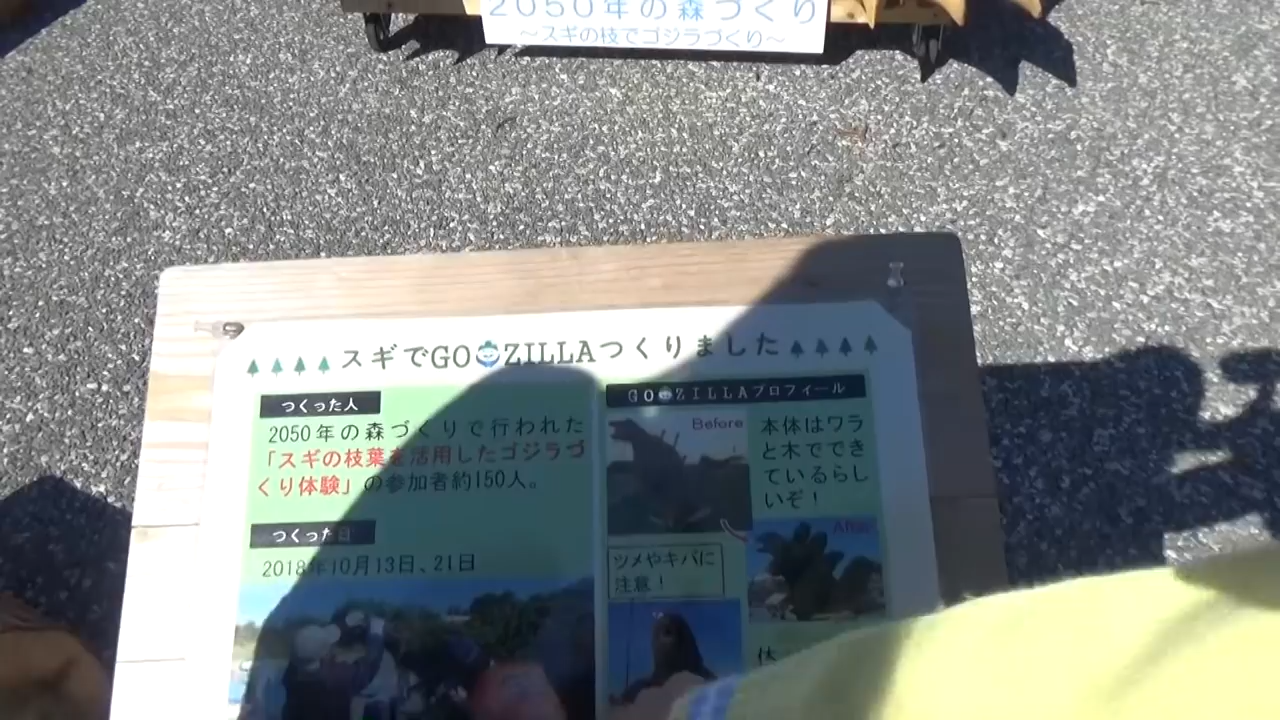 2050年の森づくり
～スギの枝でゴジラづくり～
スギでGO ZILLAつくりました
つくった人
2050年の森づくりで行われた
「スギの枝葉を活用したゴジラづ
くり体験」の参加者約150人。
つくった日
2018年10月13日、21日
GO ZILLAプロフィール
Before
本体はワラ
と木ででき
ているらし
いぞ！
After
ツメやキバに
注意！
体